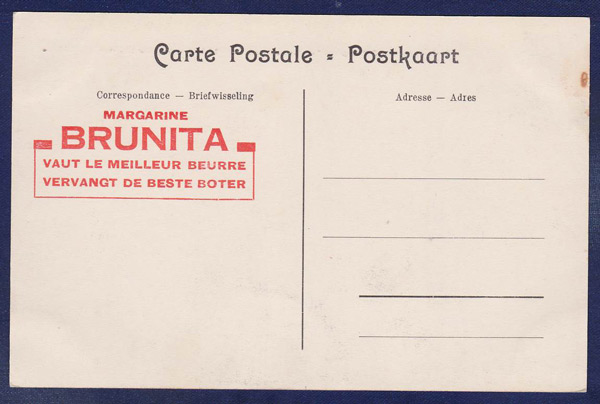 Carte Postale = Postkaart
Correspondance — Briefwisseling
Adresse — Adres
MARGARINE
BRUNITA
VAUT LE MEILLEUR BEURRE
VERVANGT DE BESTE BOTER